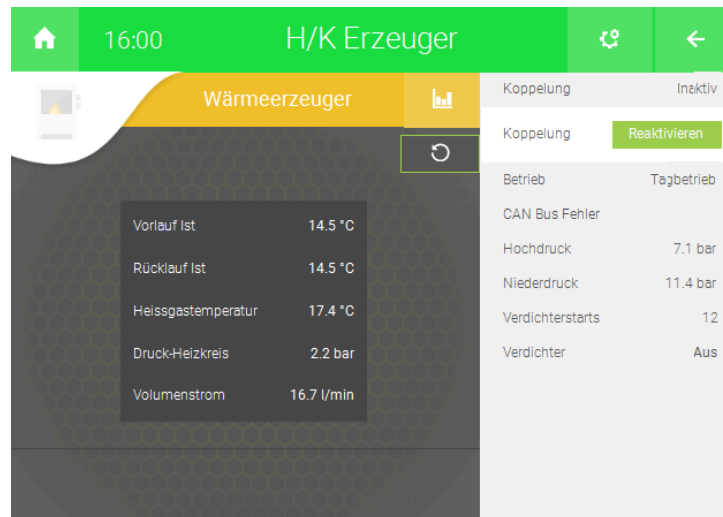 16:00 H/K Erzeuger
Wärmeerzeuger
Vorlauf Ist 14.5 °C
Rücklauf Ist 14.5 °C
Heissgastemperatur 17.4 °C
Druck-Heizkreis 2.2 bar
Volumenstrom 16.7 l/min
Koppelung Inaktiv
Koppelung Reaktivieren
Betrieb Tagbetrieb
CAN Bus Fehler
Hochdruck 7.1 bar
Niederdruck 11.4 bar
Verdichterstarts 12
Verdichter Aus